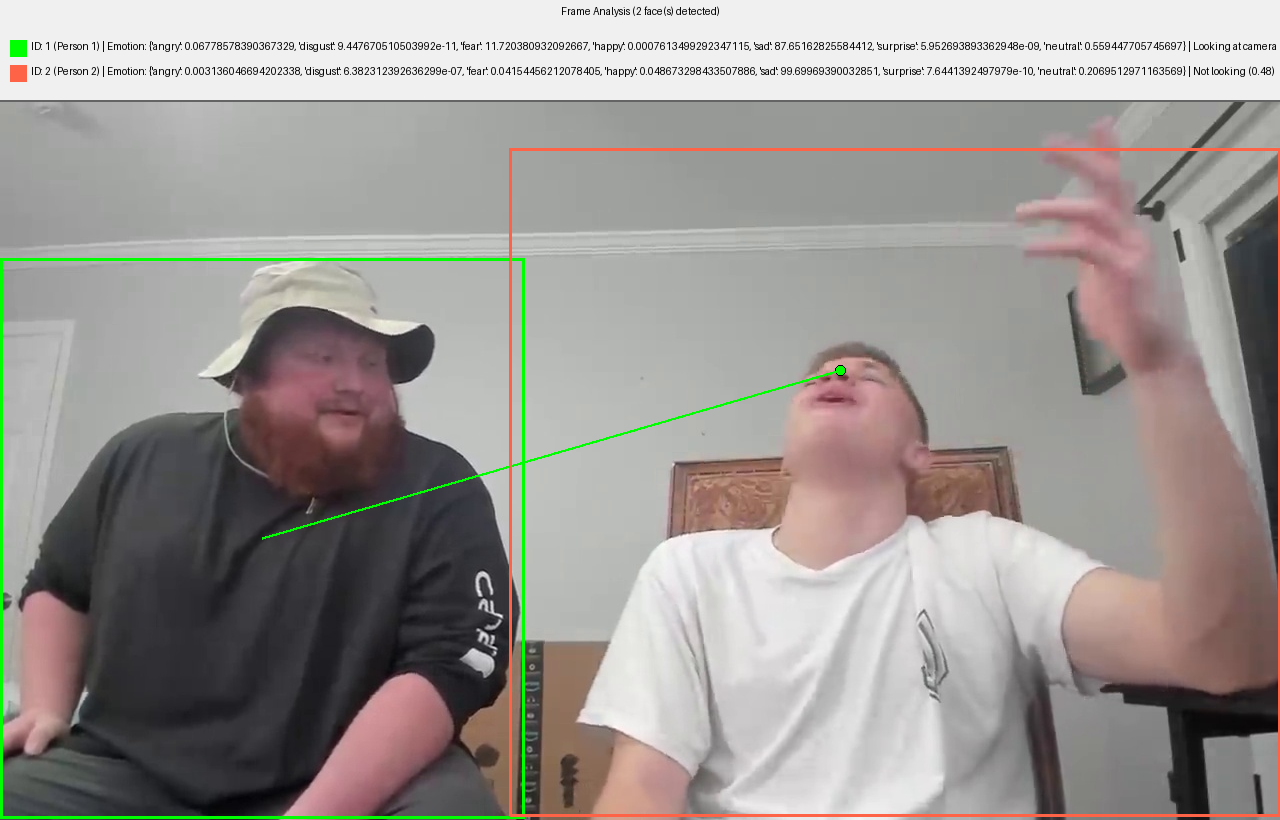 Frame Analysis (2 face(s) detected)
ID: 1 (Person 1) | Emotion: {'angry': 0.06778578390367329, 'disgust': 9.447670510503992e-11, 'fear': 11.720380932092667, 'happy': 0.0007613499292347115, 'sad': 87.65162825584412, 'surprise': 5.952693893362948e-09, 'neutral': 0.559447705745697} | Looking at camera
ID: 2 (Person 2) | Emotion: {'angry': 0.003136046694202338, 'disgust': 6.382312392636299e-07, 'fear': 0.04154456212078405, 'happy': 0.048673298433507886, 'sad': 99.69969390032851, 'surprise': 7.6441392497979e-10, 'neutral': 0.2069512971163569} | Not looking (0.48)